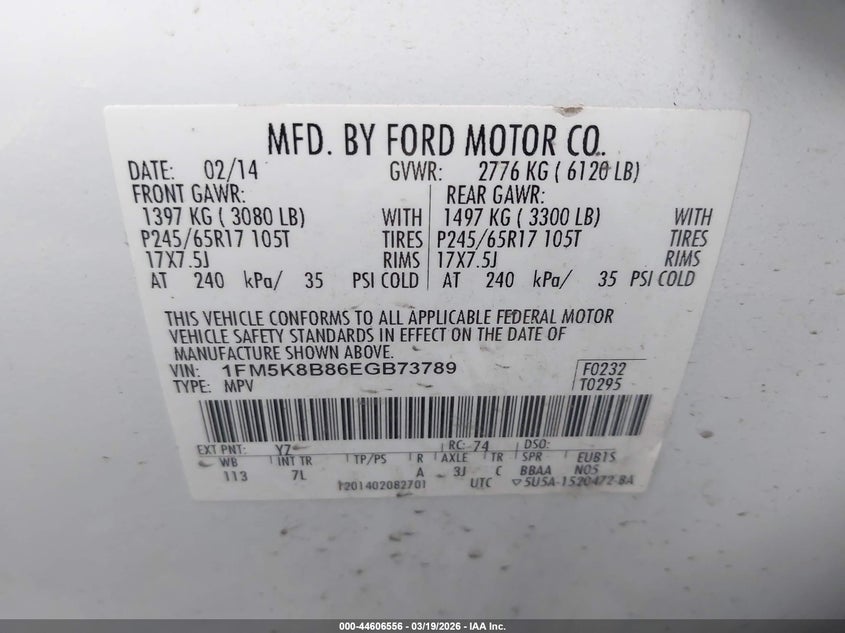 MFD. BY FORD MOTOR CO.
DATE: 02/14 GVWR: 2776 KG ( 6120 LB)
FRONT GAWR: REAR GAWR:
1397 KG ( 3080 LB) WITH 1497 KG ( 3300 LB) WITH
P245/65R17 105T TIRES P245/65R17 105T TIRES
17X7.5J RIMS 17X7.5J RIMS
AT 240 kPa/ 35 PSI COLD AT 240 kPa/ 35 PSI COLD
THIS VEHICLE CONFORMS TO ALL APPLICABLE FEDERAL MOTOR
VEHICLE SAFETY STANDARDS IN EFFECT ON THE DATE OF
MANUFACTURE SHOWN ABOVE.
VIN: 1FM5K8B86EGB73789 F0232
TYPE: MPV T0295
EXT PNT: YZ RC: 74 DSO:
WB INT TR TP/PS R AXLE TR SPR EUB1S
113 7L A 3J C BBAA N05
1201402082701 UTC ▽5U5A-1520472-BA
000-44606556 - 03/19/2026 - IAA Inc.